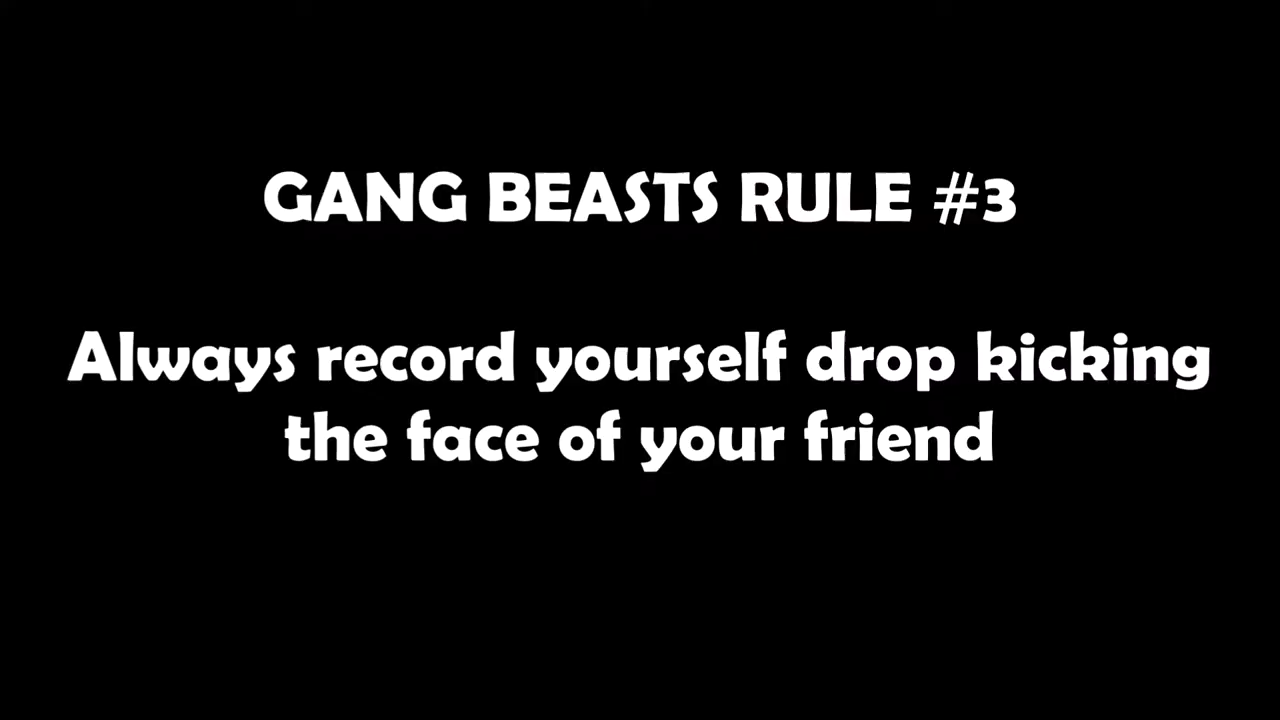 GANG BEASTS RULE #3
Always record yourself drop kicking
the face of your friend